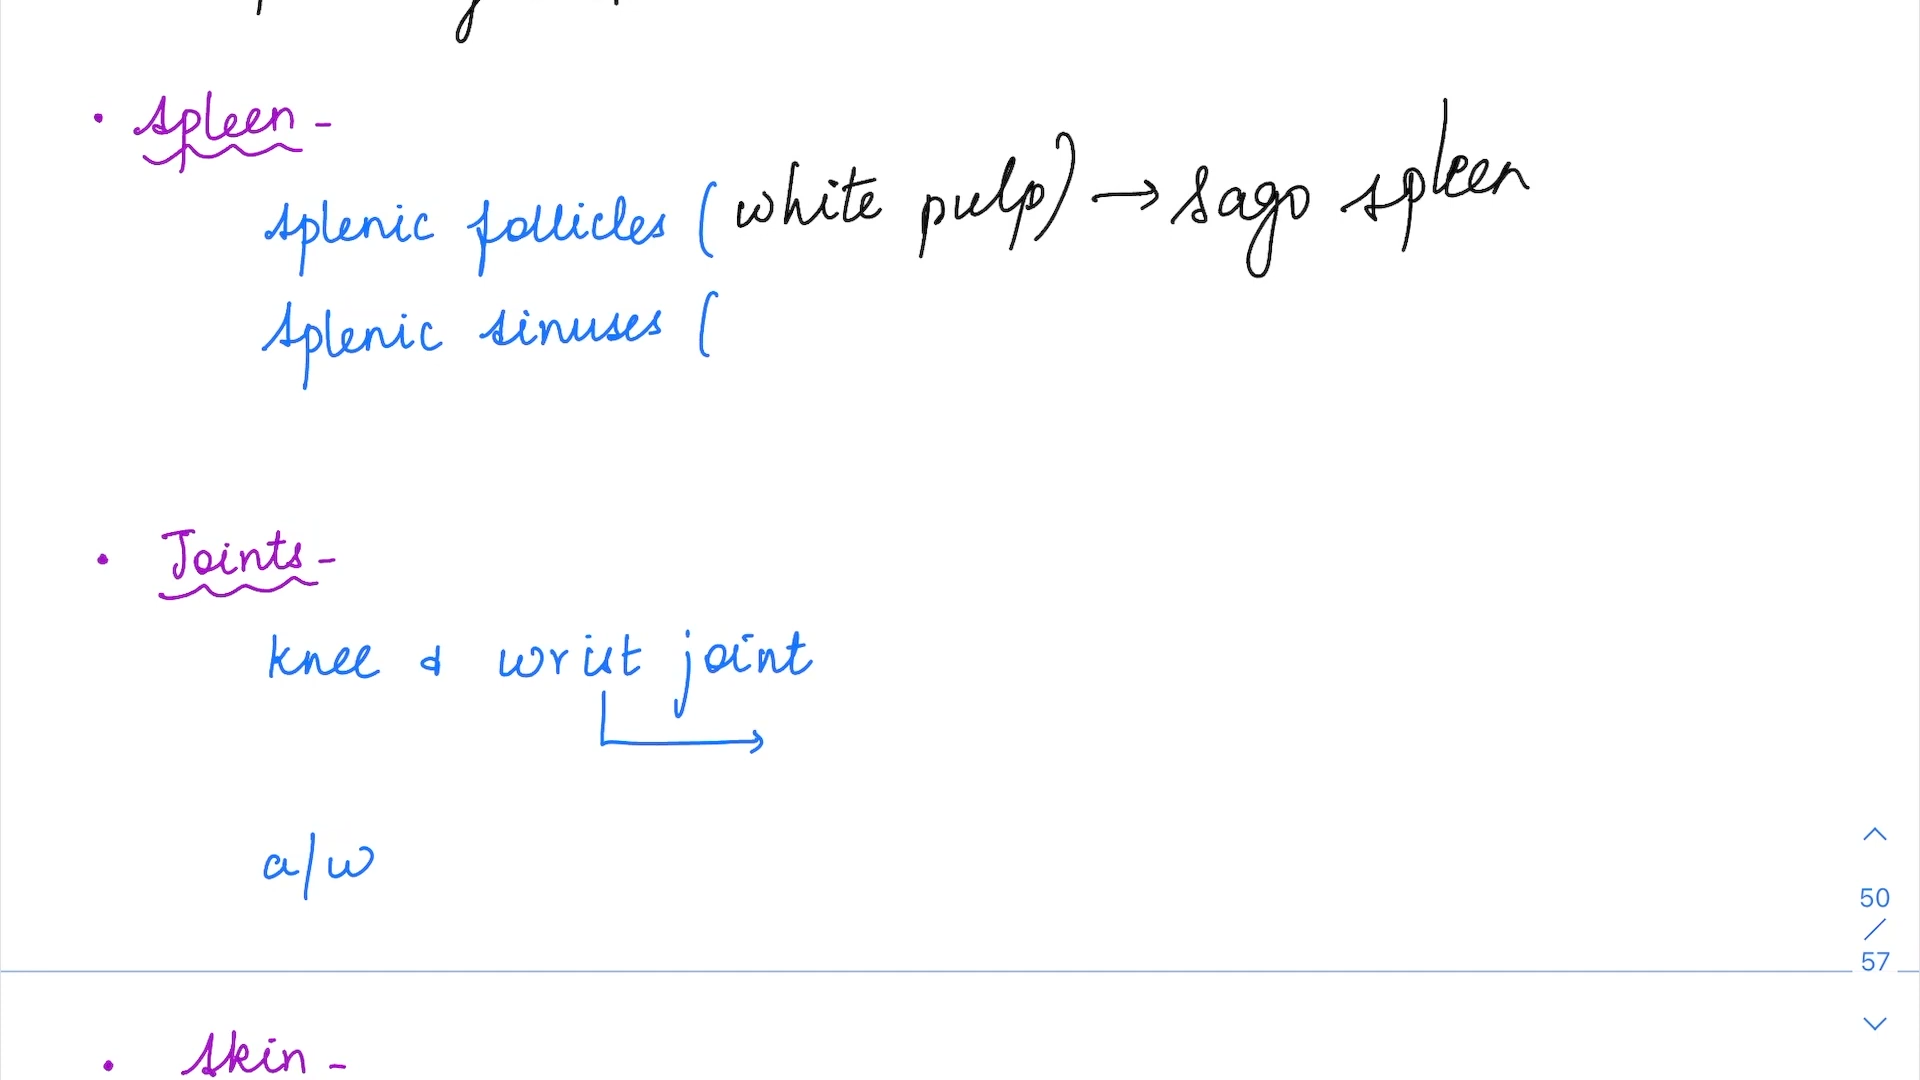 • Spleen -
splenic follicles (white pulp) → sago spleen
splenic sinuses (
• Joints -
knee & wrist joint
a/w
50
/
57
• Skin -